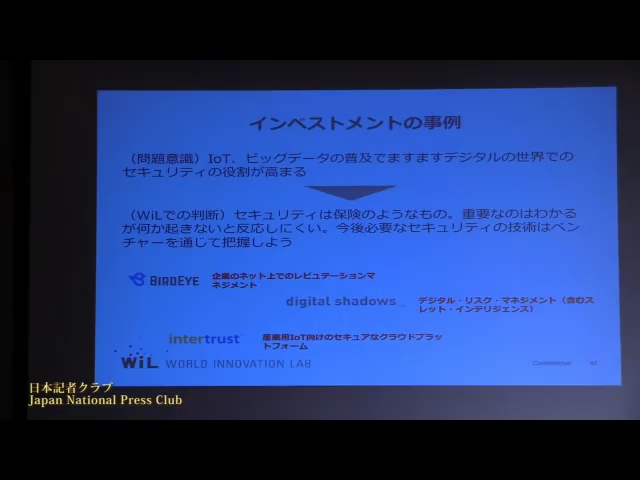 インベストメントの事例
（問題意識）IoT、ビッグデータの普及でますますデジタルの世界での
セキュリティの役割が高まる
（WiLでの判断）セキュリティは保険のようなもの。重要なのはわかる
が何か起きないと反応しにくい。今後必要なセキュリティの技術はベン
チャーを通じて把握しよう
BIRDEYE 企業のネット上でのレピュテーションマ
ネジメント
digital shadows_ デジタル・リスク・マネジメント（含むス
レット・インテリジェンス）
intertrust 産業用IoT向けのセキュアなクラウドプラッ
トフォーム
WiL WORLD INNOVATION LAB
Confidential
日本記者クラブ
Japan National Press Club